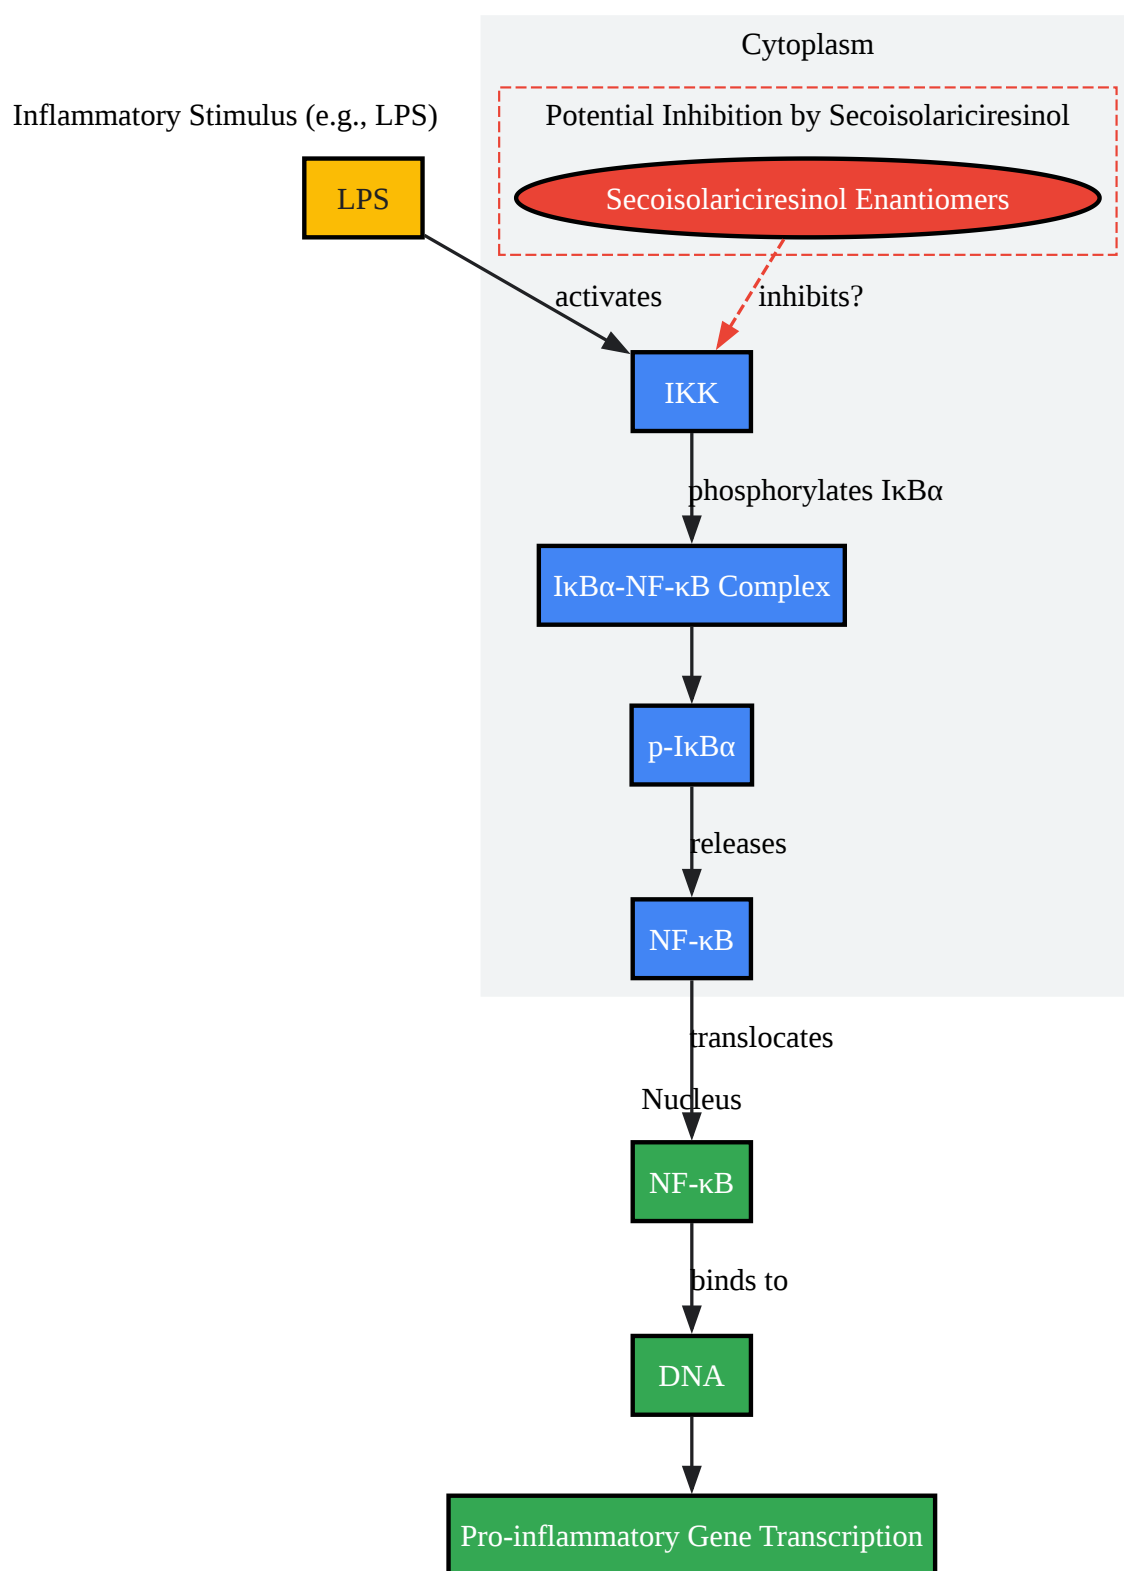 Cytoplasm
Inflammatory Stimulus (e.g., LPS)
Potential Inhibition by Secoisolariciresinol
LPS
Secoisolariciresinol Enantiomers
activates
inhibits?
IKK
phosphorylates IκBα
IκBα-NF-κB Complex
p-IκBα
releases
NF-κB
translocates
Nucleus
NF-κB
binds to
DNA
Pro-inflammatory Gene Transcription